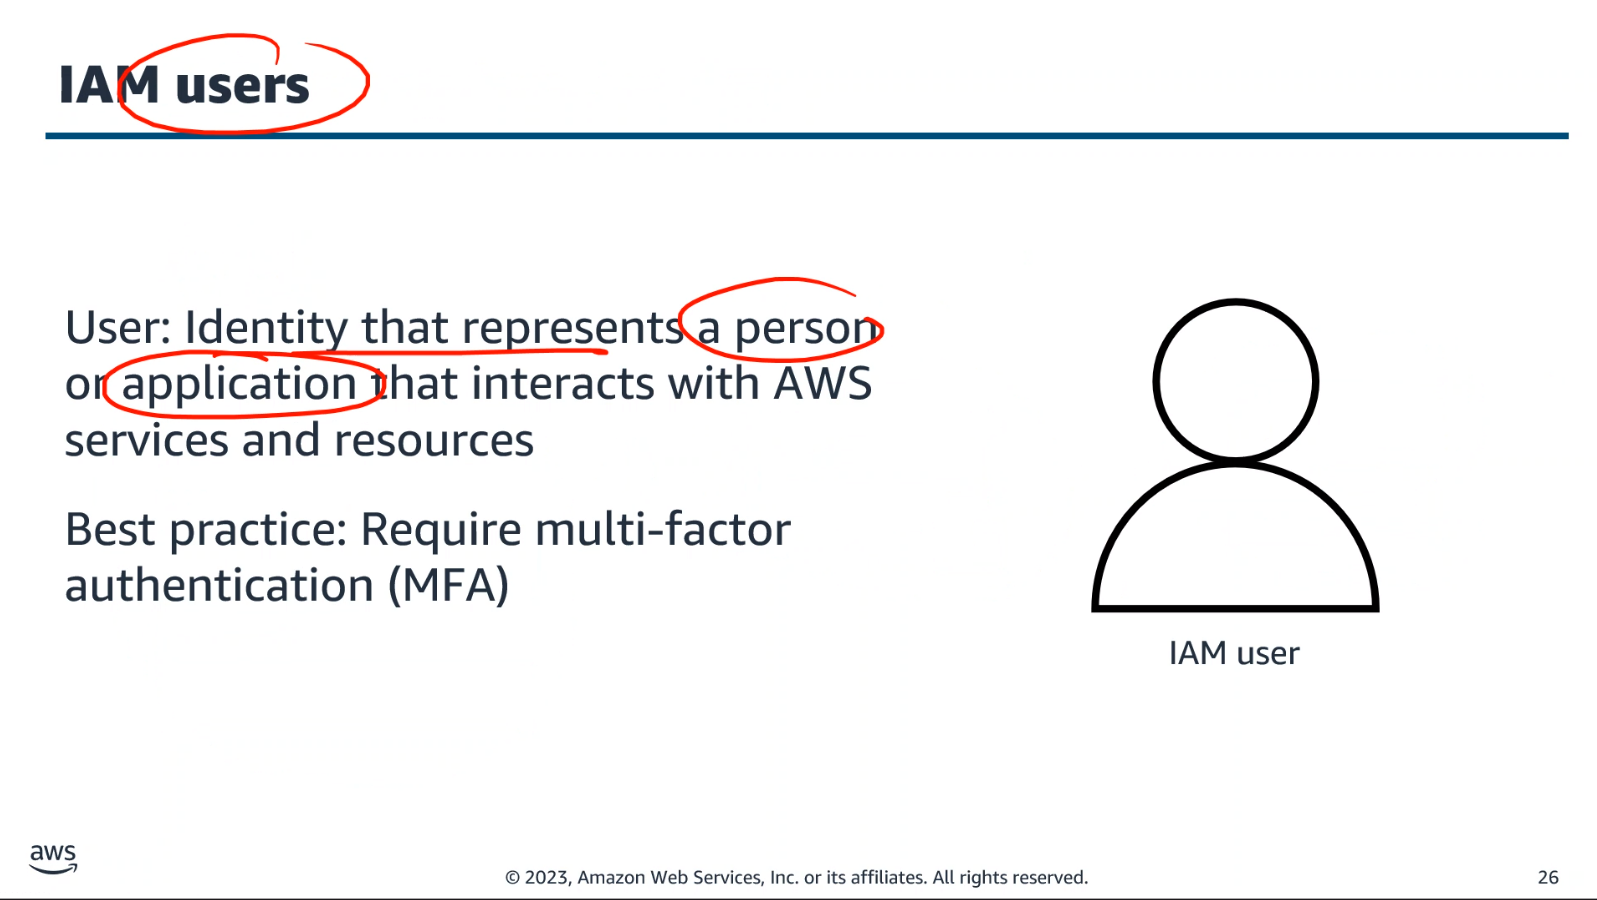 IAM users
User: Identity that represents a person
or application that interacts with AWS
services and resources
Best practice: Require multi-factor
authentication (MFA)
IAM user
aws
© 2023, Amazon Web Services, Inc. or its affiliates. All rights reserved.
26